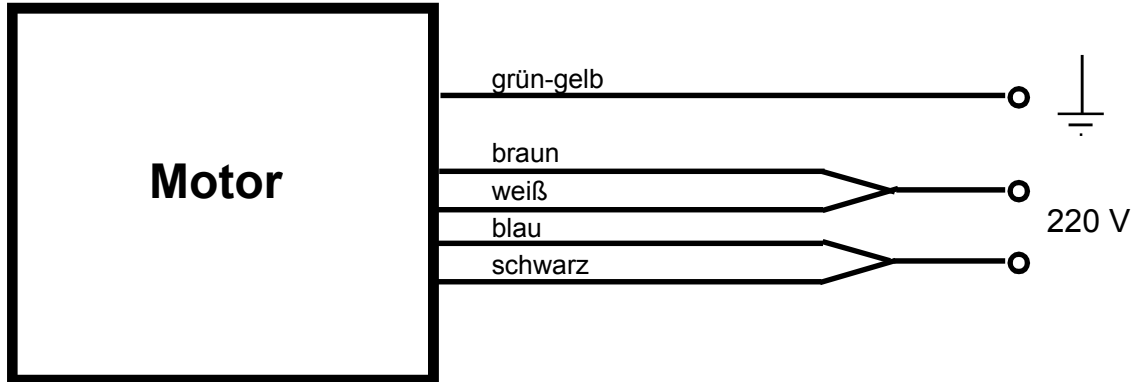 grün-gelb
braun
Motor
weiß
220 V
blau
schwarz